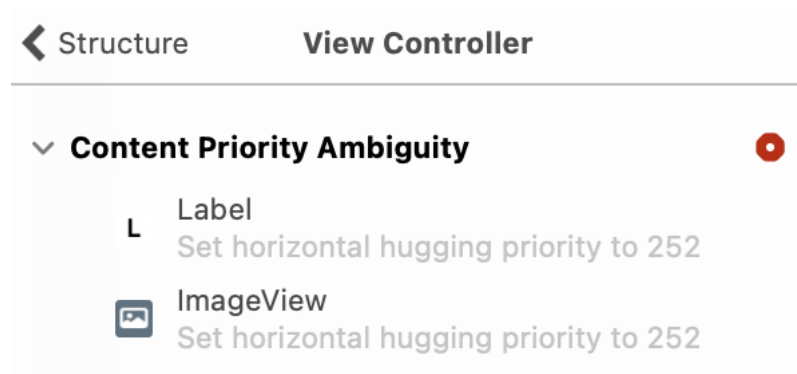 Structure View Controller
Content Priority Ambiguity
Label
L
Set horizontal hugging priority to 252
ImageView
Set horizontal hugging priority to 252